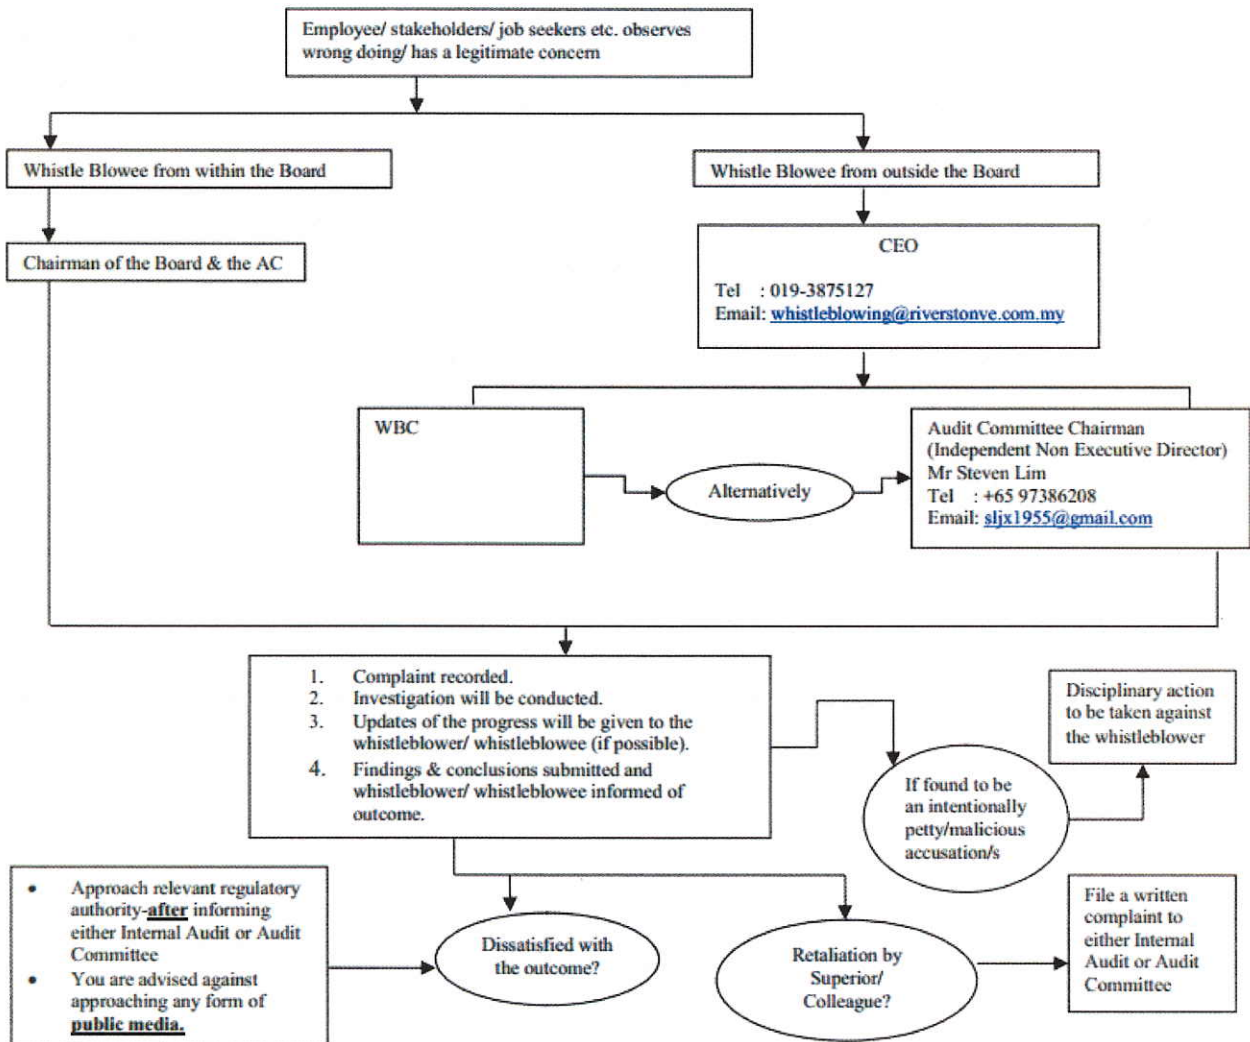 Employee/ stakeholders/ job seekers etc. observes
wrong doing/ has a legitimate concern
Whistle Blowee from within the Board
Whistle Blowee from outside the Board
Chairman of the Board & the AC
CEO
Tel : 019-3875127
Email: whistleblowing@riverstonve.com.my
WBC
Alternatively
Audit Committee Chairman
(Independent Non Executive Director)
Mr Steven Lim
Tel : +65 97386208
Email: sljx1955@gmail.com
1. Complaint recorded.
2. Investigation will be conducted.
3. Updates of the progress will be given to the
whistleblower/ whistleblowee (if possible).
4. Findings & conclusions submitted and
whistleblower/ whistleblowee informed of
outcome.
If found to be
an intentionally
petty/malicious
accusation/s
Disciplinary action
to be taken against
the whistleblower
• Approach relevant regulatory
authority-after informing
either Internal Audit or Audit
Committee
• You are advised against
approaching any form of
public media.
Dissatisfied with
the outcome?
Retaliation by
Superior/
Colleague?
File a written
complaint to
either Internal
Audit or Audit
Committee